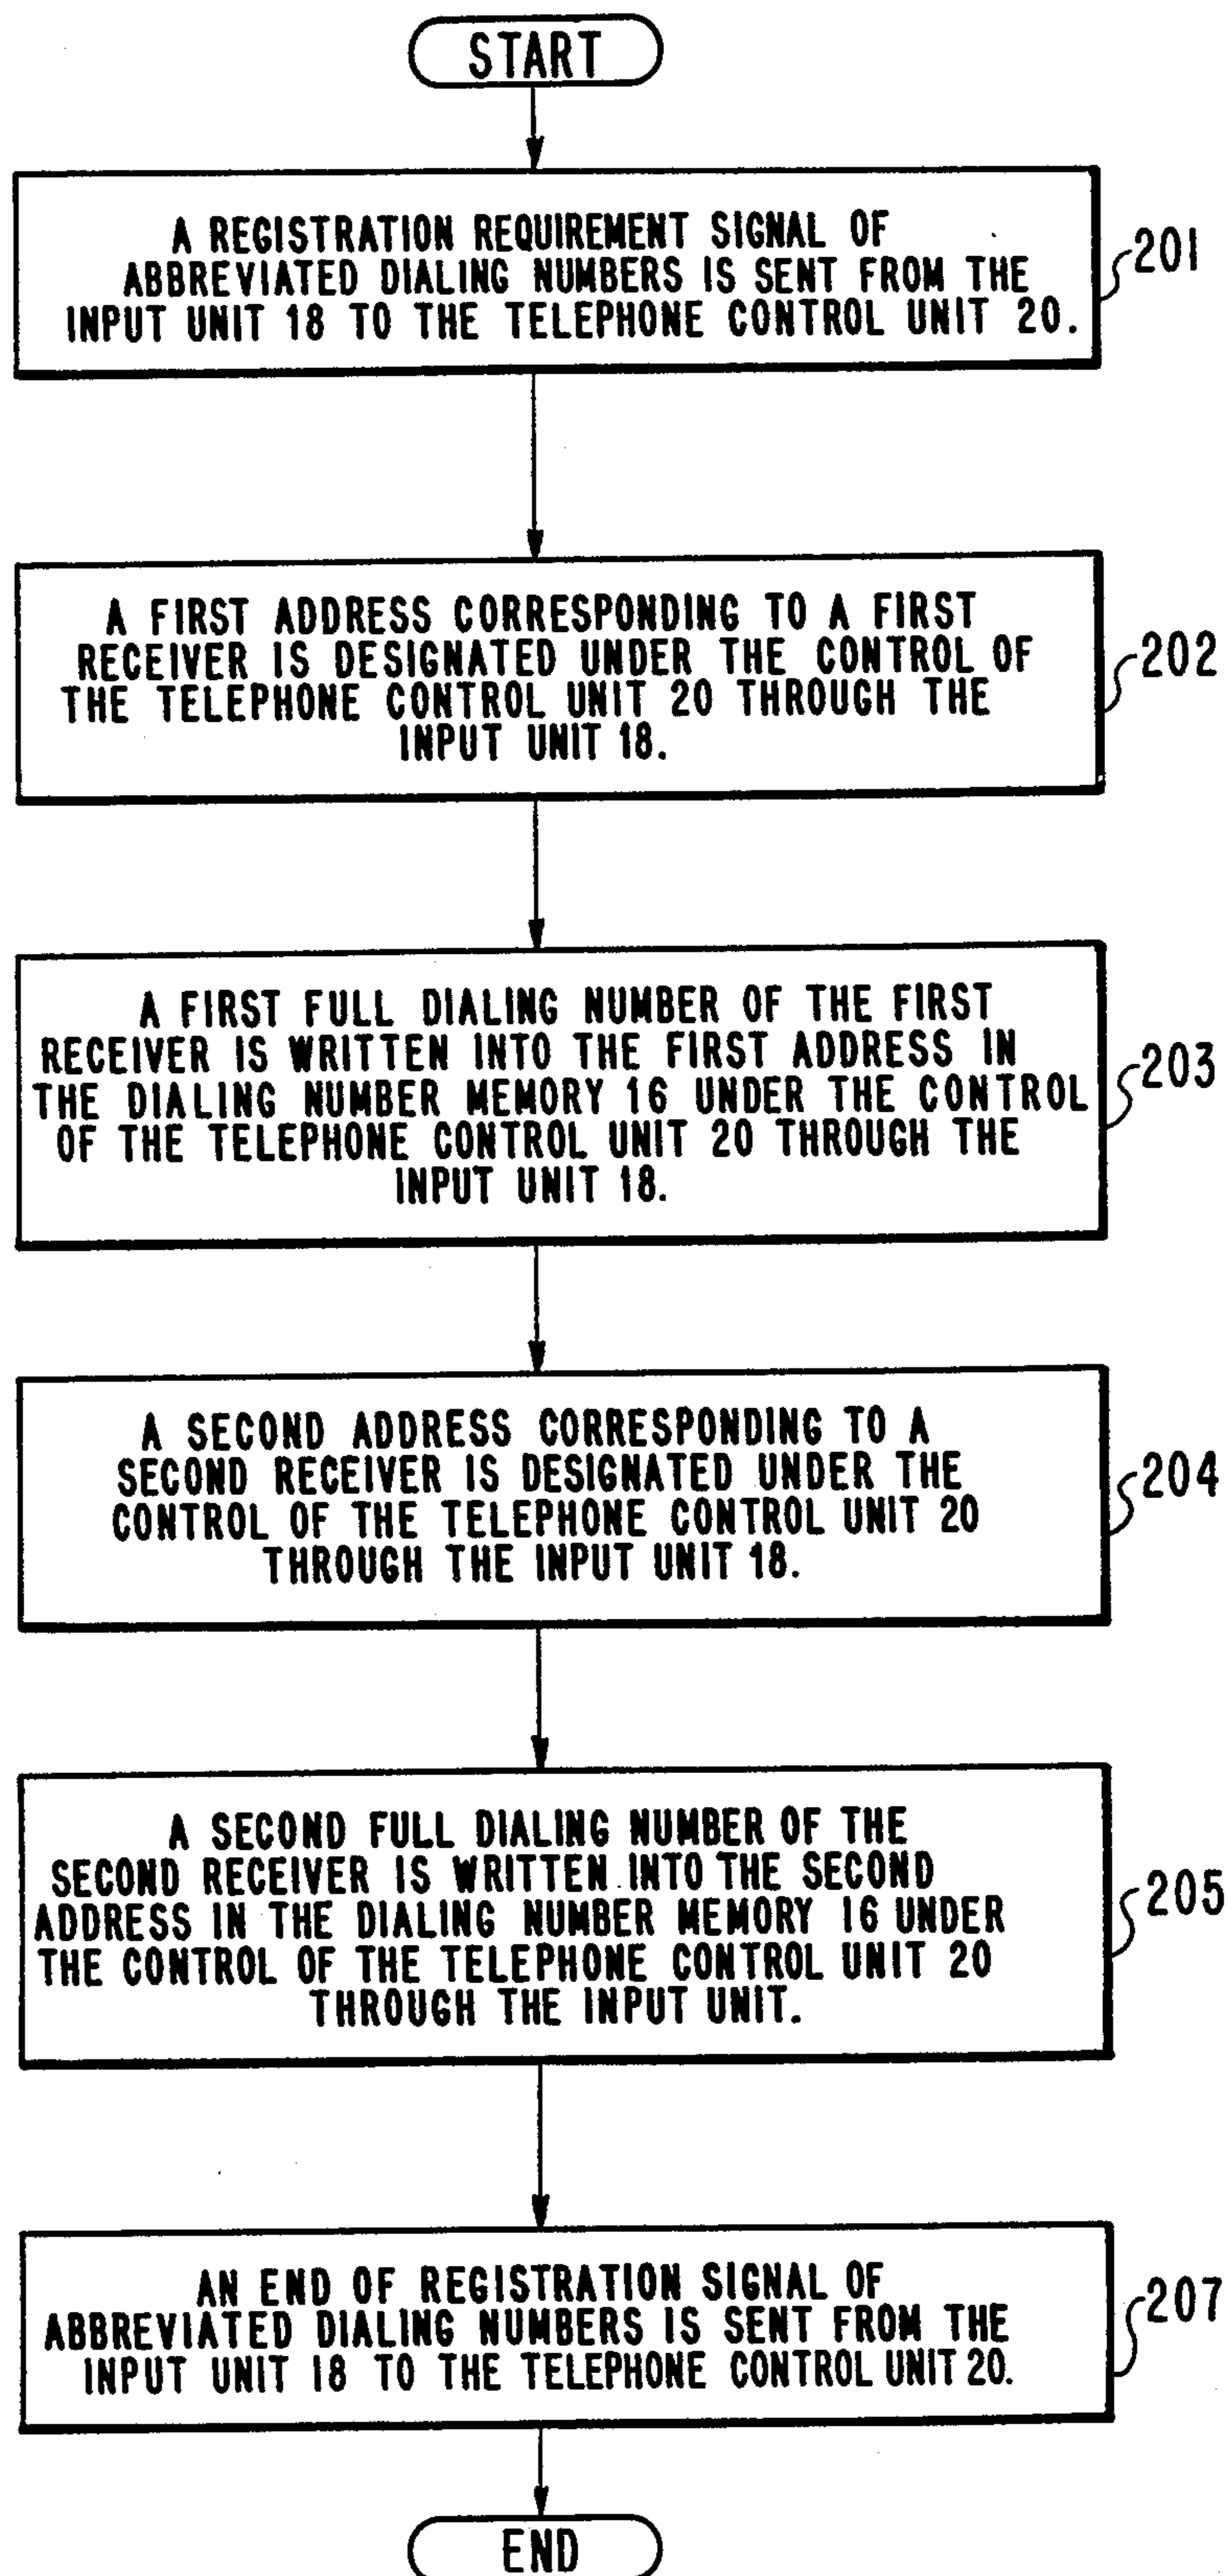 START
A REGISTRATION REQUIREMENT SIGNAL OF
ABBREVIATED DIALING NUMBERS IS SENT FROM THE
INPUT UNIT 18 TO THE TELEPHONE CONTROL UNIT 20.
201
A FIRST ADDRESS CORRESPONDING TO A FIRST
RECEIVER IS DESIGNATED UNDER THE CONTROL OF
THE TELEPHONE CONTROL UNIT 20 THROUGH THE
INPUT UNIT 18.
202
A FIRST FULL DIALING NUMBER OF THE FIRST
RECEIVER IS WRITTEN INTO THE FIRST ADDRESS IN
THE DIALING NUMBER MEMORY 16 UNDER THE CONTROL
OF THE TELEPHONE CONTROL UNIT 20 THROUGH THE
INPUT UNIT 18.
203
A SECOND ADDRESS CORRESPONDING TO A
SECOND RECEIVER IS DESIGNATED UNDER THE
CONTROL OF THE TELEPHONE CONTROL UNIT 20
THROUGH THE INPUT UNIT 18.
204
A SECOND FULL DIALING NUMBER OF THE
SECOND RECEIVER IS WRITTEN INTO THE SECOND
ADDRESS IN THE DIALING NUMBER MEMORY 16 UNDER
THE CONTROL OF THE TELEPHONE CONTROL UNIT 20
THROUGH THE INPUT UNIT.
205
AN END OF REGISTRATION SIGNAL OF
ABBREVIATED DIALING NUMBERS IS SENT FROM THE
INPUT UNIT 18 TO THE TELEPHONE CONTROL UNIT 20.
207
END